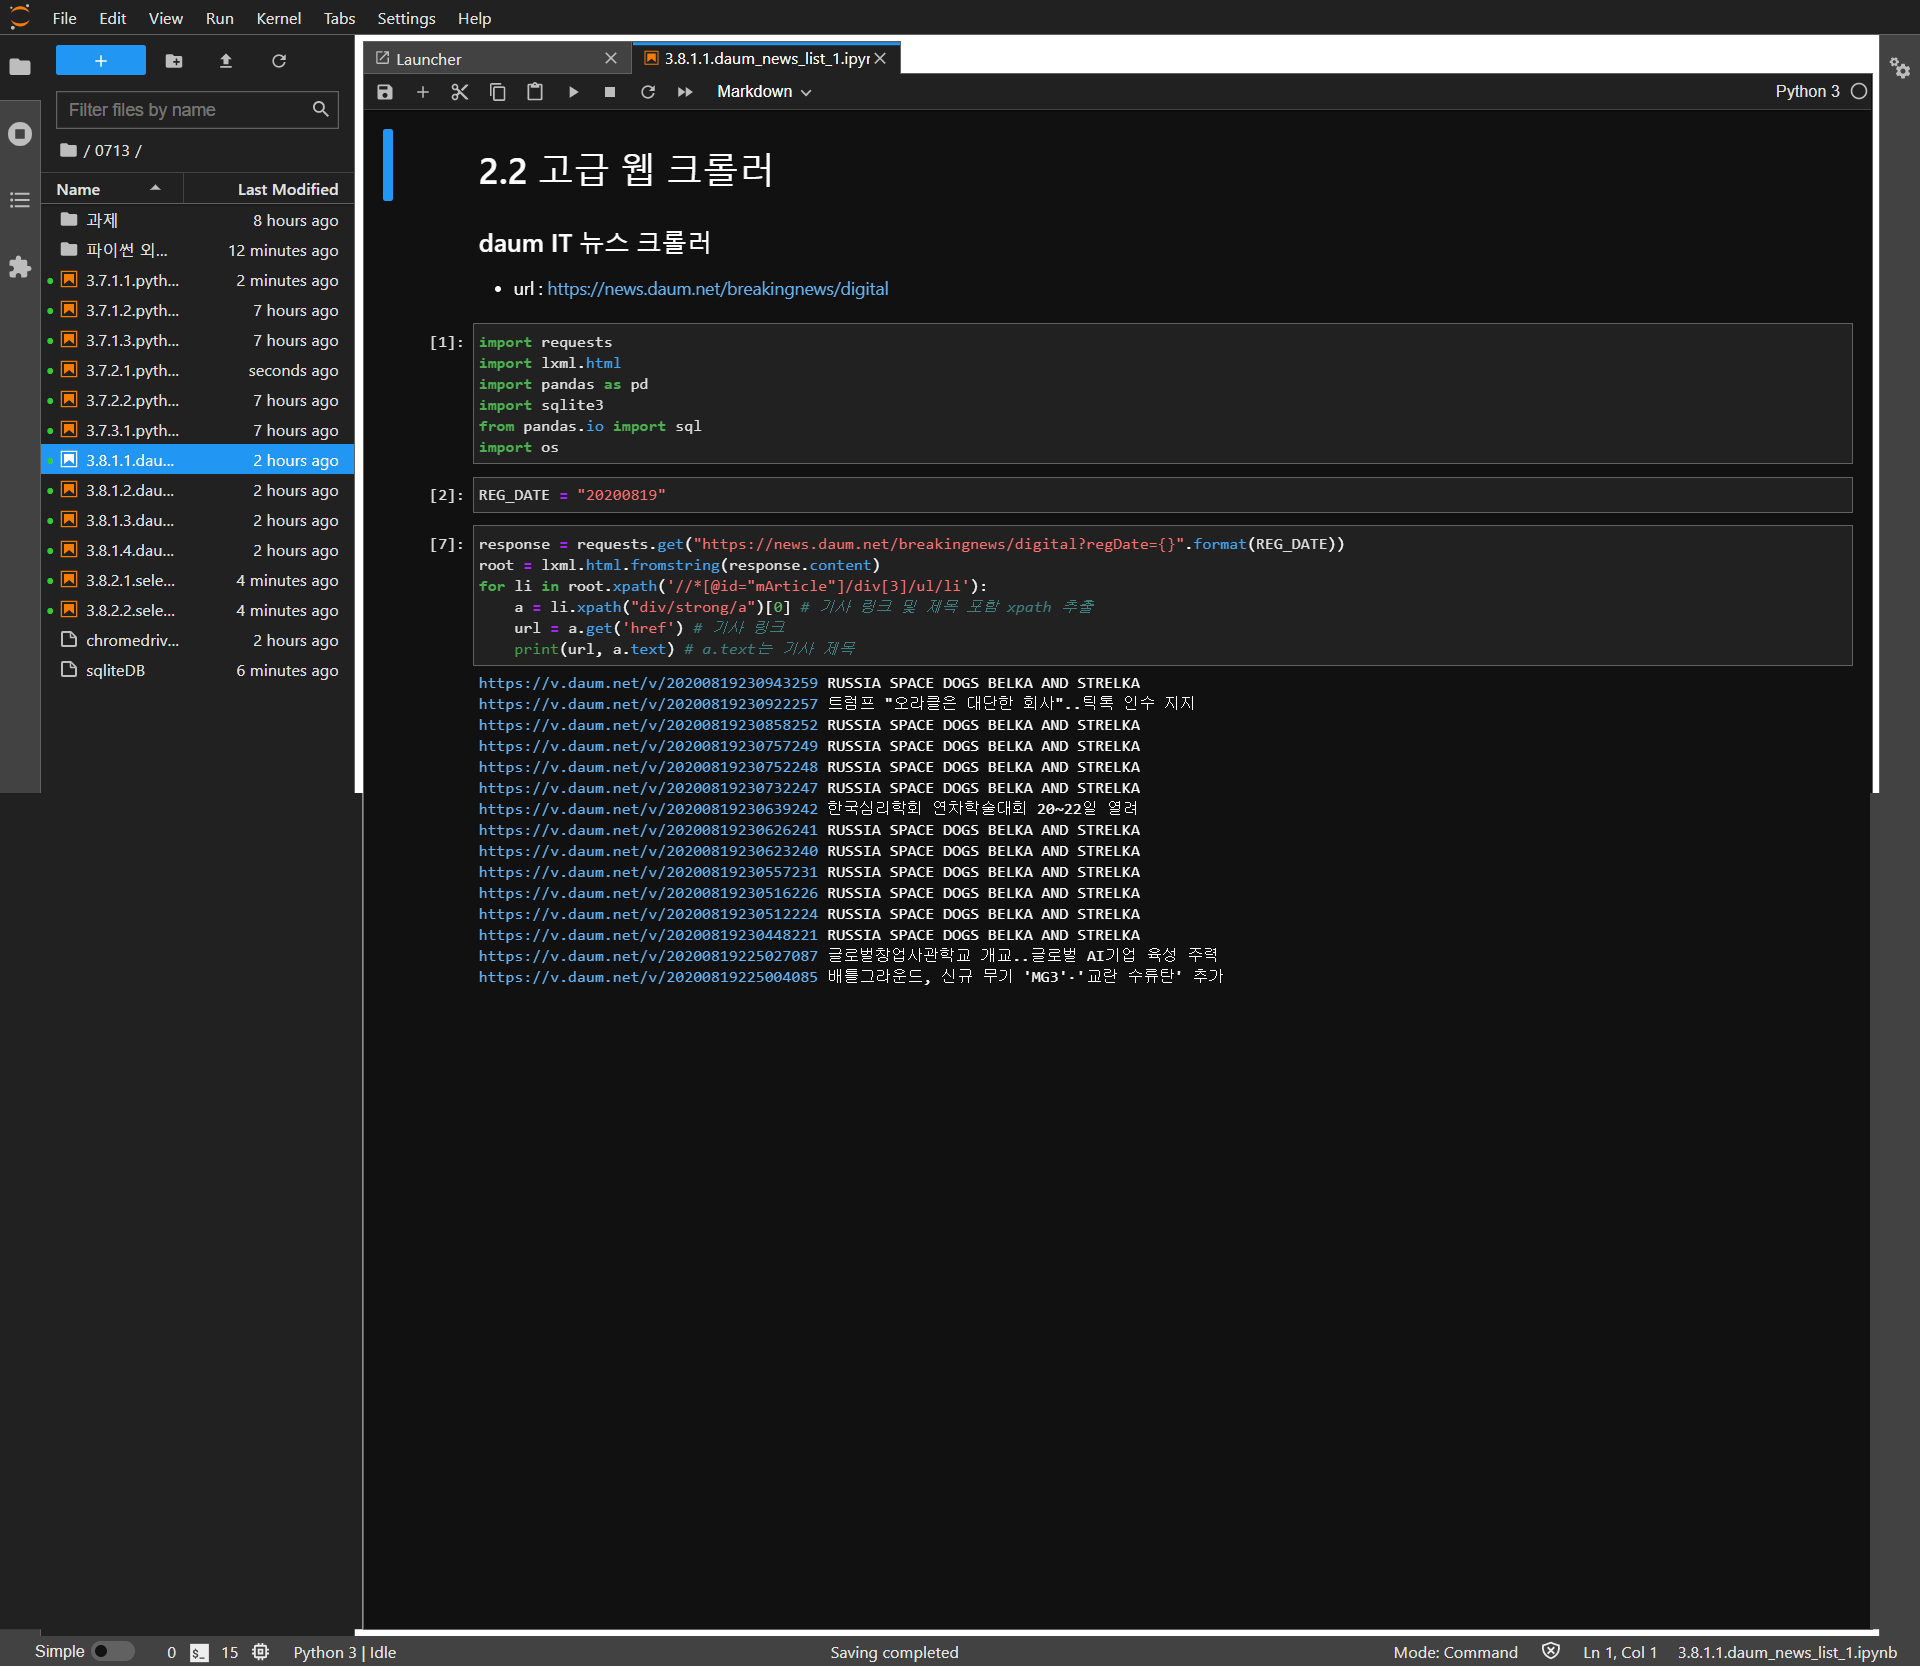 File Edit View Run Kernel Tabs Settings Help
Filter files by name
/ 0713 /
Name Last Modified
과제 8 hours ago
파이썬 외... 12 minutes ago
3.7.1.1.pyth... 2 minutes ago
3.7.1.2.pyth... 7 hours ago
3.7.1.3.pyth... 7 hours ago
3.7.2.1.pyth... seconds ago
3.7.2.2.pyth... 7 hours ago
3.7.3.1.pyth... 7 hours ago
3.8.1.1.dau... 2 hours ago
3.8.1.2.dau... 2 hours ago
3.8.1.3.dau... 2 hours ago
3.8.1.4.dau... 2 hours ago
3.8.2.1.sele... 4 minutes ago
3.8.2.2.sele... 4 minutes ago
chromedriv... 2 hours ago
sqliteDB 6 minutes ago
Launcher 3.8.1.1.daum_news_list_1.ipyr
Markdown Python 3
2.2 고급 웹 크롤러
daum IT 뉴스 크롤러
• url : https://news.daum.net/breakingnews/digital
[1]: import requests
import lxml.html
import pandas as pd
import sqlite3
from pandas.io import sql
import os
[2]: REG_DATE = "20200819"
[7]: response = requests.get("https://news.daum.net/breakingnews/digital?regDate={}".format(REG_DATE))
root = lxml.html.fromstring(response.content)
for li in root.xpath('//*[@id="mArticle"]/div[3]/ul/li'):
a = li.xpath("div/strong/a")[0] # 기사 링크 및 제목 포함 xpath 추출
url = a.get('href') # 기사 링크
print(url, a.text) # a.text는 기사 제목
https://v.daum.net/v/20200819230943259 RUSSIA SPACE DOGS BELKA AND STRELKA
https://v.daum.net/v/20200819230922257 트럼프 "오라클은 대단한 회사"..틱톡 인수 지지
https://v.daum.net/v/20200819230858252 RUSSIA SPACE DOGS BELKA AND STRELKA
https://v.daum.net/v/20200819230757249 RUSSIA SPACE DOGS BELKA AND STRELKA
https://v.daum.net/v/20200819230752248 RUSSIA SPACE DOGS BELKA AND STRELKA
https://v.daum.net/v/20200819230732247 RUSSIA SPACE DOGS BELKA AND STRELKA
https://v.daum.net/v/20200819230639242 한국심리학회 연차학술대회 20~22일 열려
https://v.daum.net/v/20200819230626241 RUSSIA SPACE DOGS BELKA AND STRELKA
https://v.daum.net/v/20200819230623240 RUSSIA SPACE DOGS BELKA AND STRELKA
https://v.daum.net/v/20200819230557231 RUSSIA SPACE DOGS BELKA AND STRELKA
https://v.daum.net/v/20200819230516226 RUSSIA SPACE DOGS BELKA AND STRELKA
https://v.daum.net/v/20200819230512224 RUSSIA SPACE DOGS BELKA AND STRELKA
https://v.daum.net/v/20200819230448221 RUSSIA SPACE DOGS BELKA AND STRELKA
https://v.daum.net/v/20200819225027087 글로벌창업사관학교 개교..글로벌 AI기업 육성 주력
https://v.daum.net/v/20200819225004085 배틀그라운드, 신규 무기 'MG3'·'교란 수류탄' 추가
Simple 0 15 Python 3 | Idle Saving completed Mode: Command Ln 1, Col 1 3.8.1.1.daum_news_list_1.ipynb